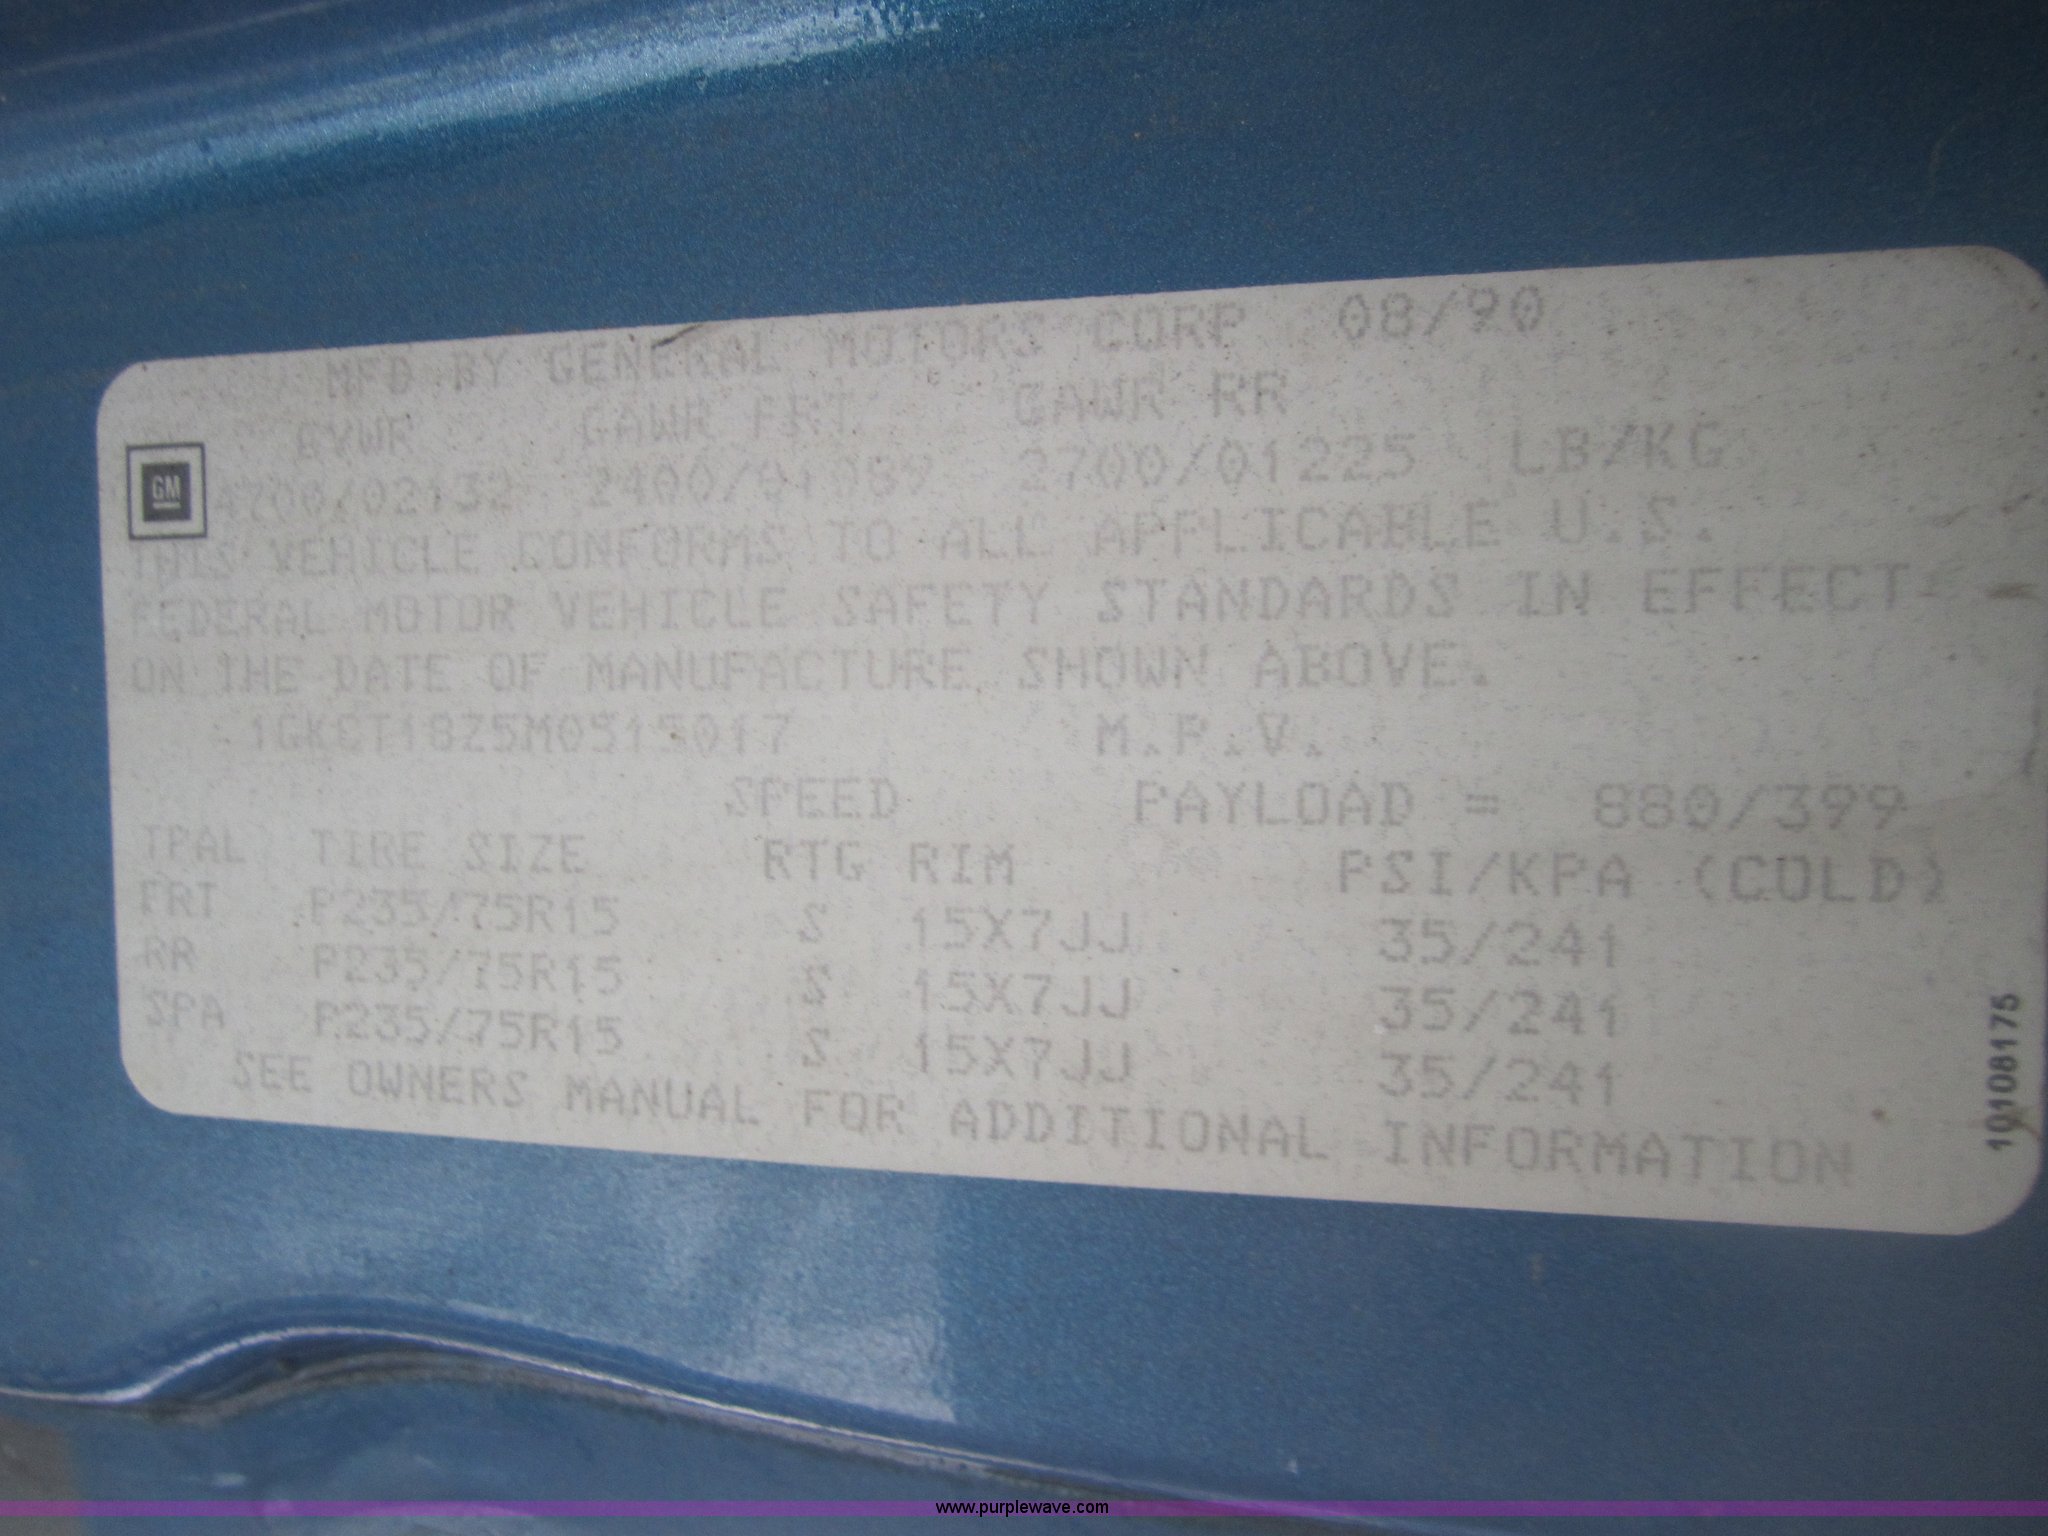 MFD BY GENERAL MOTORS CORP 08/90
GVWR GAWR FRT GAWR RR
GM
4700/02132 2400/01089 2700/01225 LB/KG
THIS VEHICLE CONFORMS TO ALL APPLICABLE U.S.
FEDERAL MOTOR VEHICLE SAFETY STANDARDS IN EFFECT
ON THE DATE OF MANUFACTURE SHOWN ABOVE.
1GKCT18Z5M0515017 M.P.V.
SPEED PAYLOAD = 880/399
TPAL TIRE SIZE RTG RIM PSI/KPA (COLD)
FRT P235/75R15 S 15X7JJ 35/241
RR P235/75R15 S 15X7JJ 35/241
SPA P235/75R15 S 15X7JJ 35/241
SEE OWNERS MANUAL FOR ADDITIONAL INFORMATION
10108175
www.purplewave.com